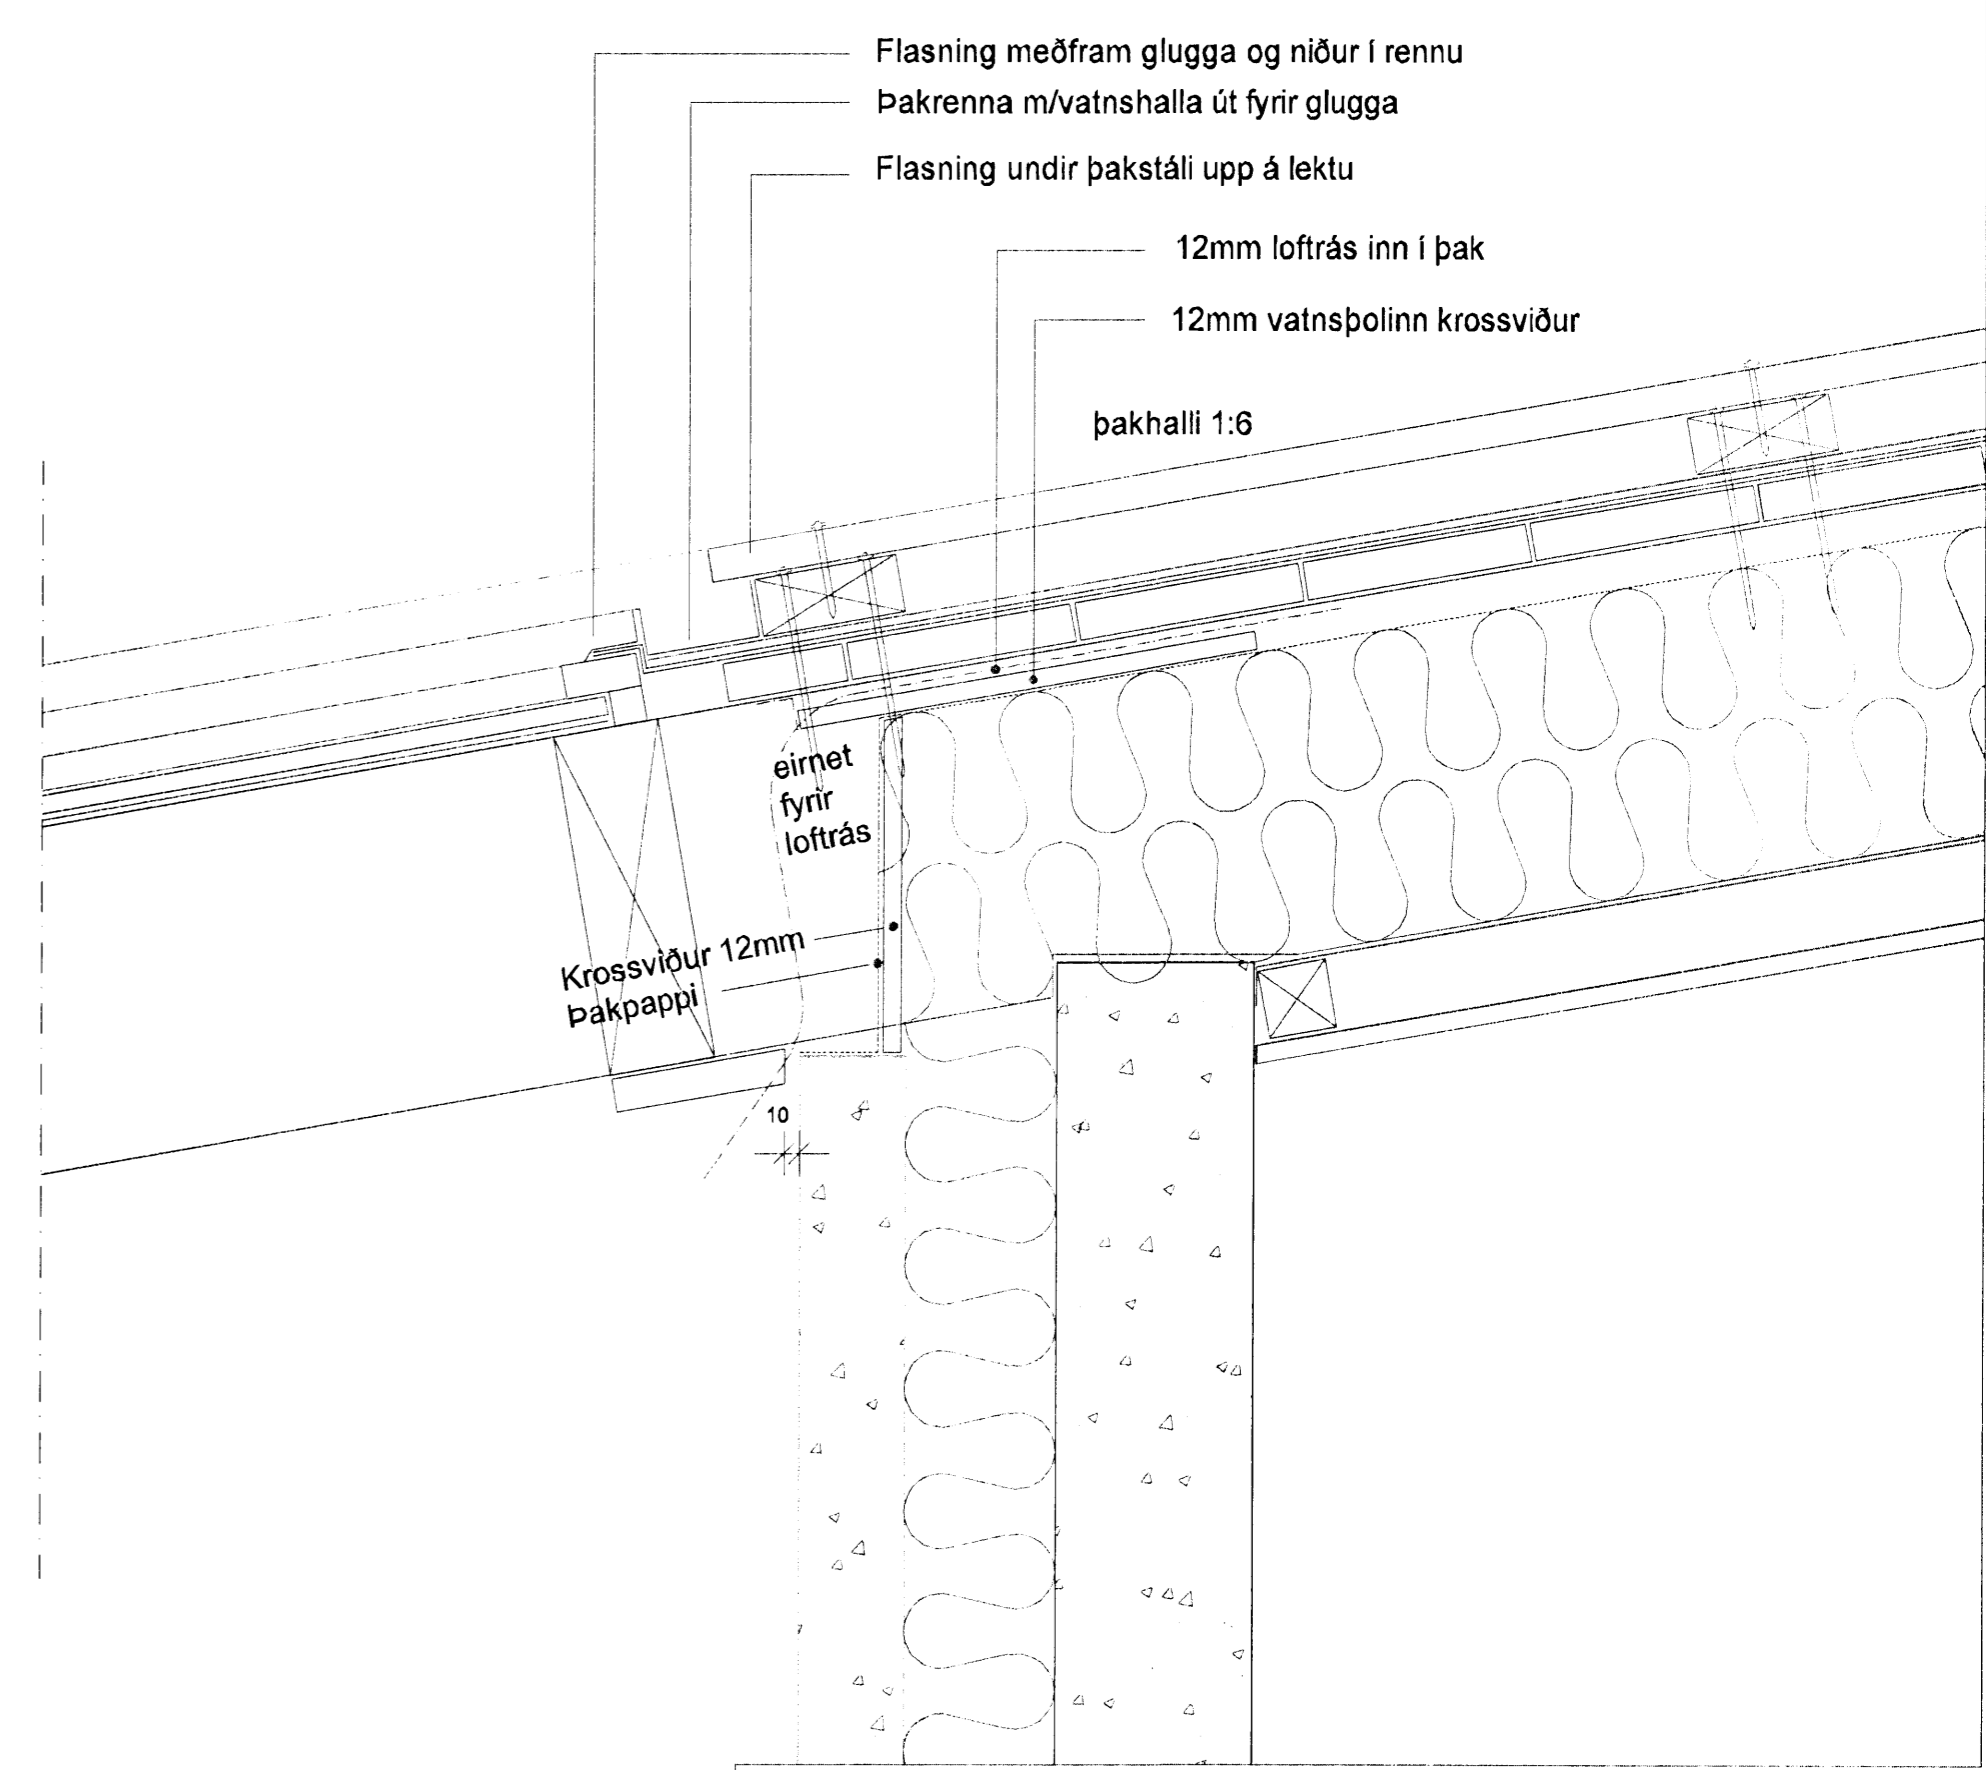 Flasning meðfram glugga og niður í rennu
Þakrenna m/vatnshalla út fyrir glugga
Flasning undir þakstáli upp á lektu
12mm loftrás inn í þak
12mm vatnsþolinn krossviður
þakhalli 1:6
eirnet
fyrir
loftrás
Krossviður 12mm
Þakpappi
10